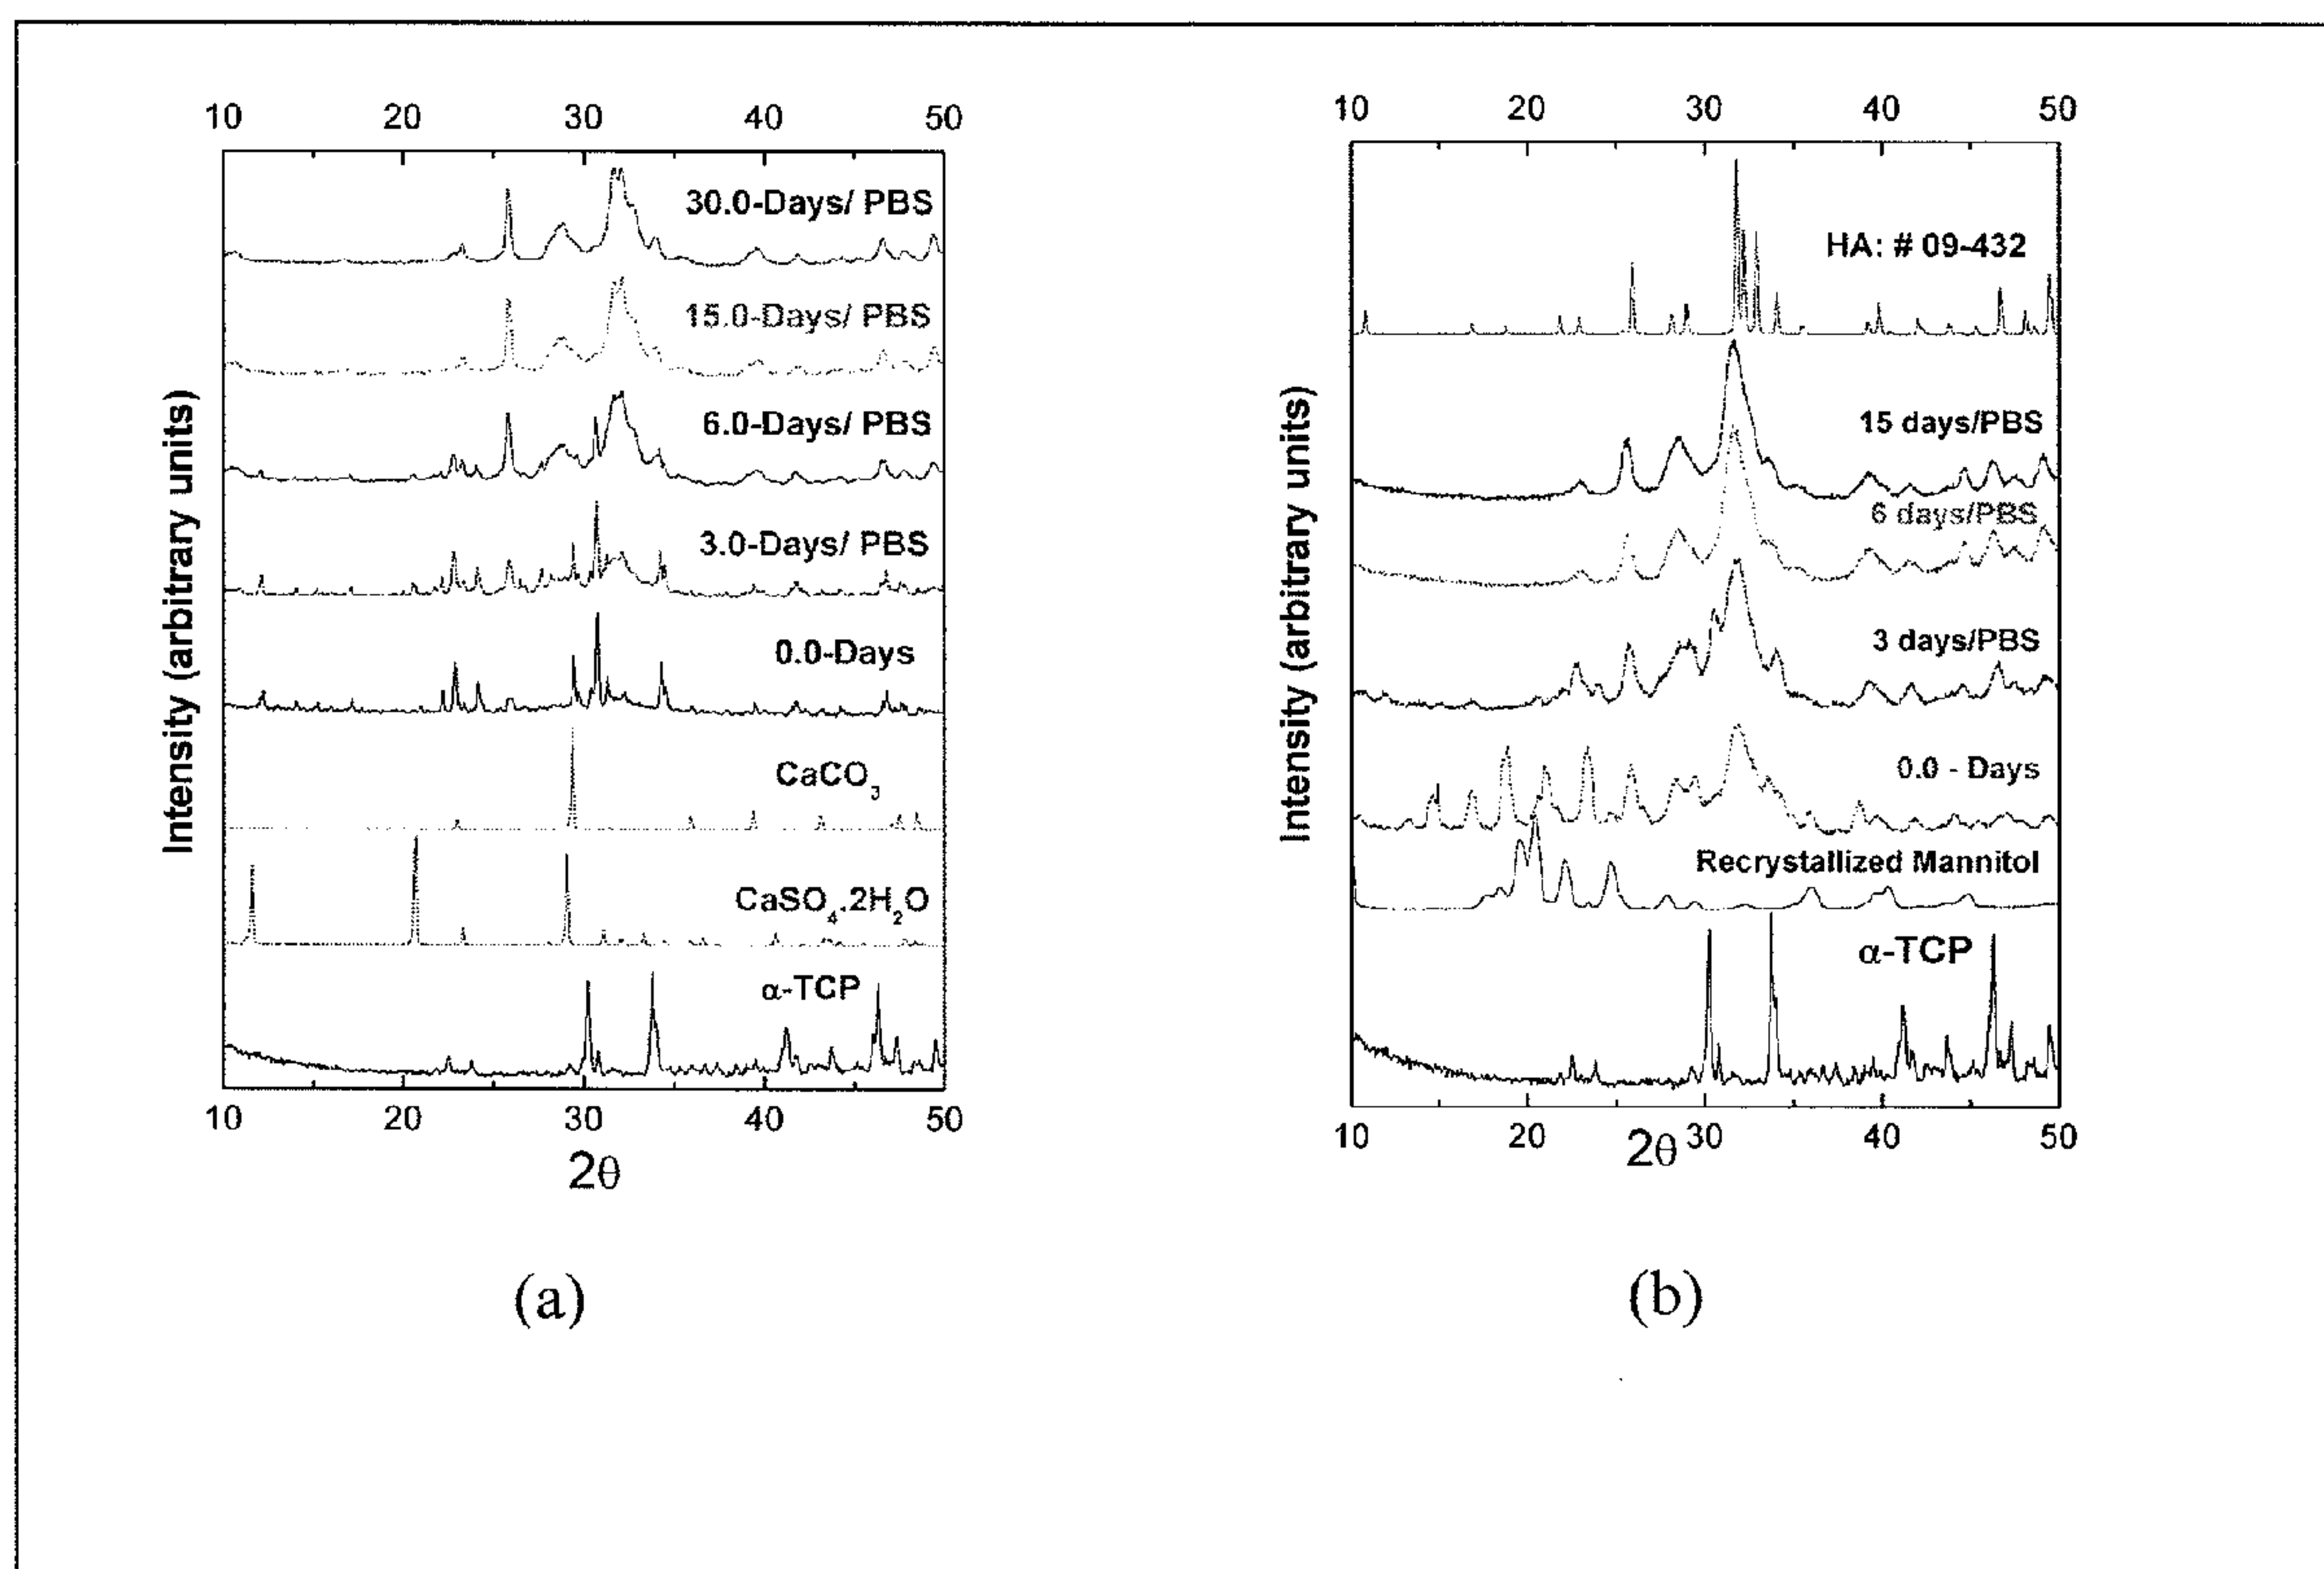 10 20 30 40 50
30.0-Days/ PBS
15.0-Days/ PBS
6.0-Days/ PBS
3.0-Days/ PBS
0.0-Days
CaCO3
CaSO4.2H2O
α-TCP
Intensity (arbitrary units)
10 20 30 40 50
2θ
(a)
10 20 30 40 50
HA: # 09-432
15 days/PBS
6 days/PBS
3 days/PBS
0.0 - Days
Recrystallized Mannitol
α-TCP
Intensity (arbitrary units)
10 20 30 40 50
2θ
(b)